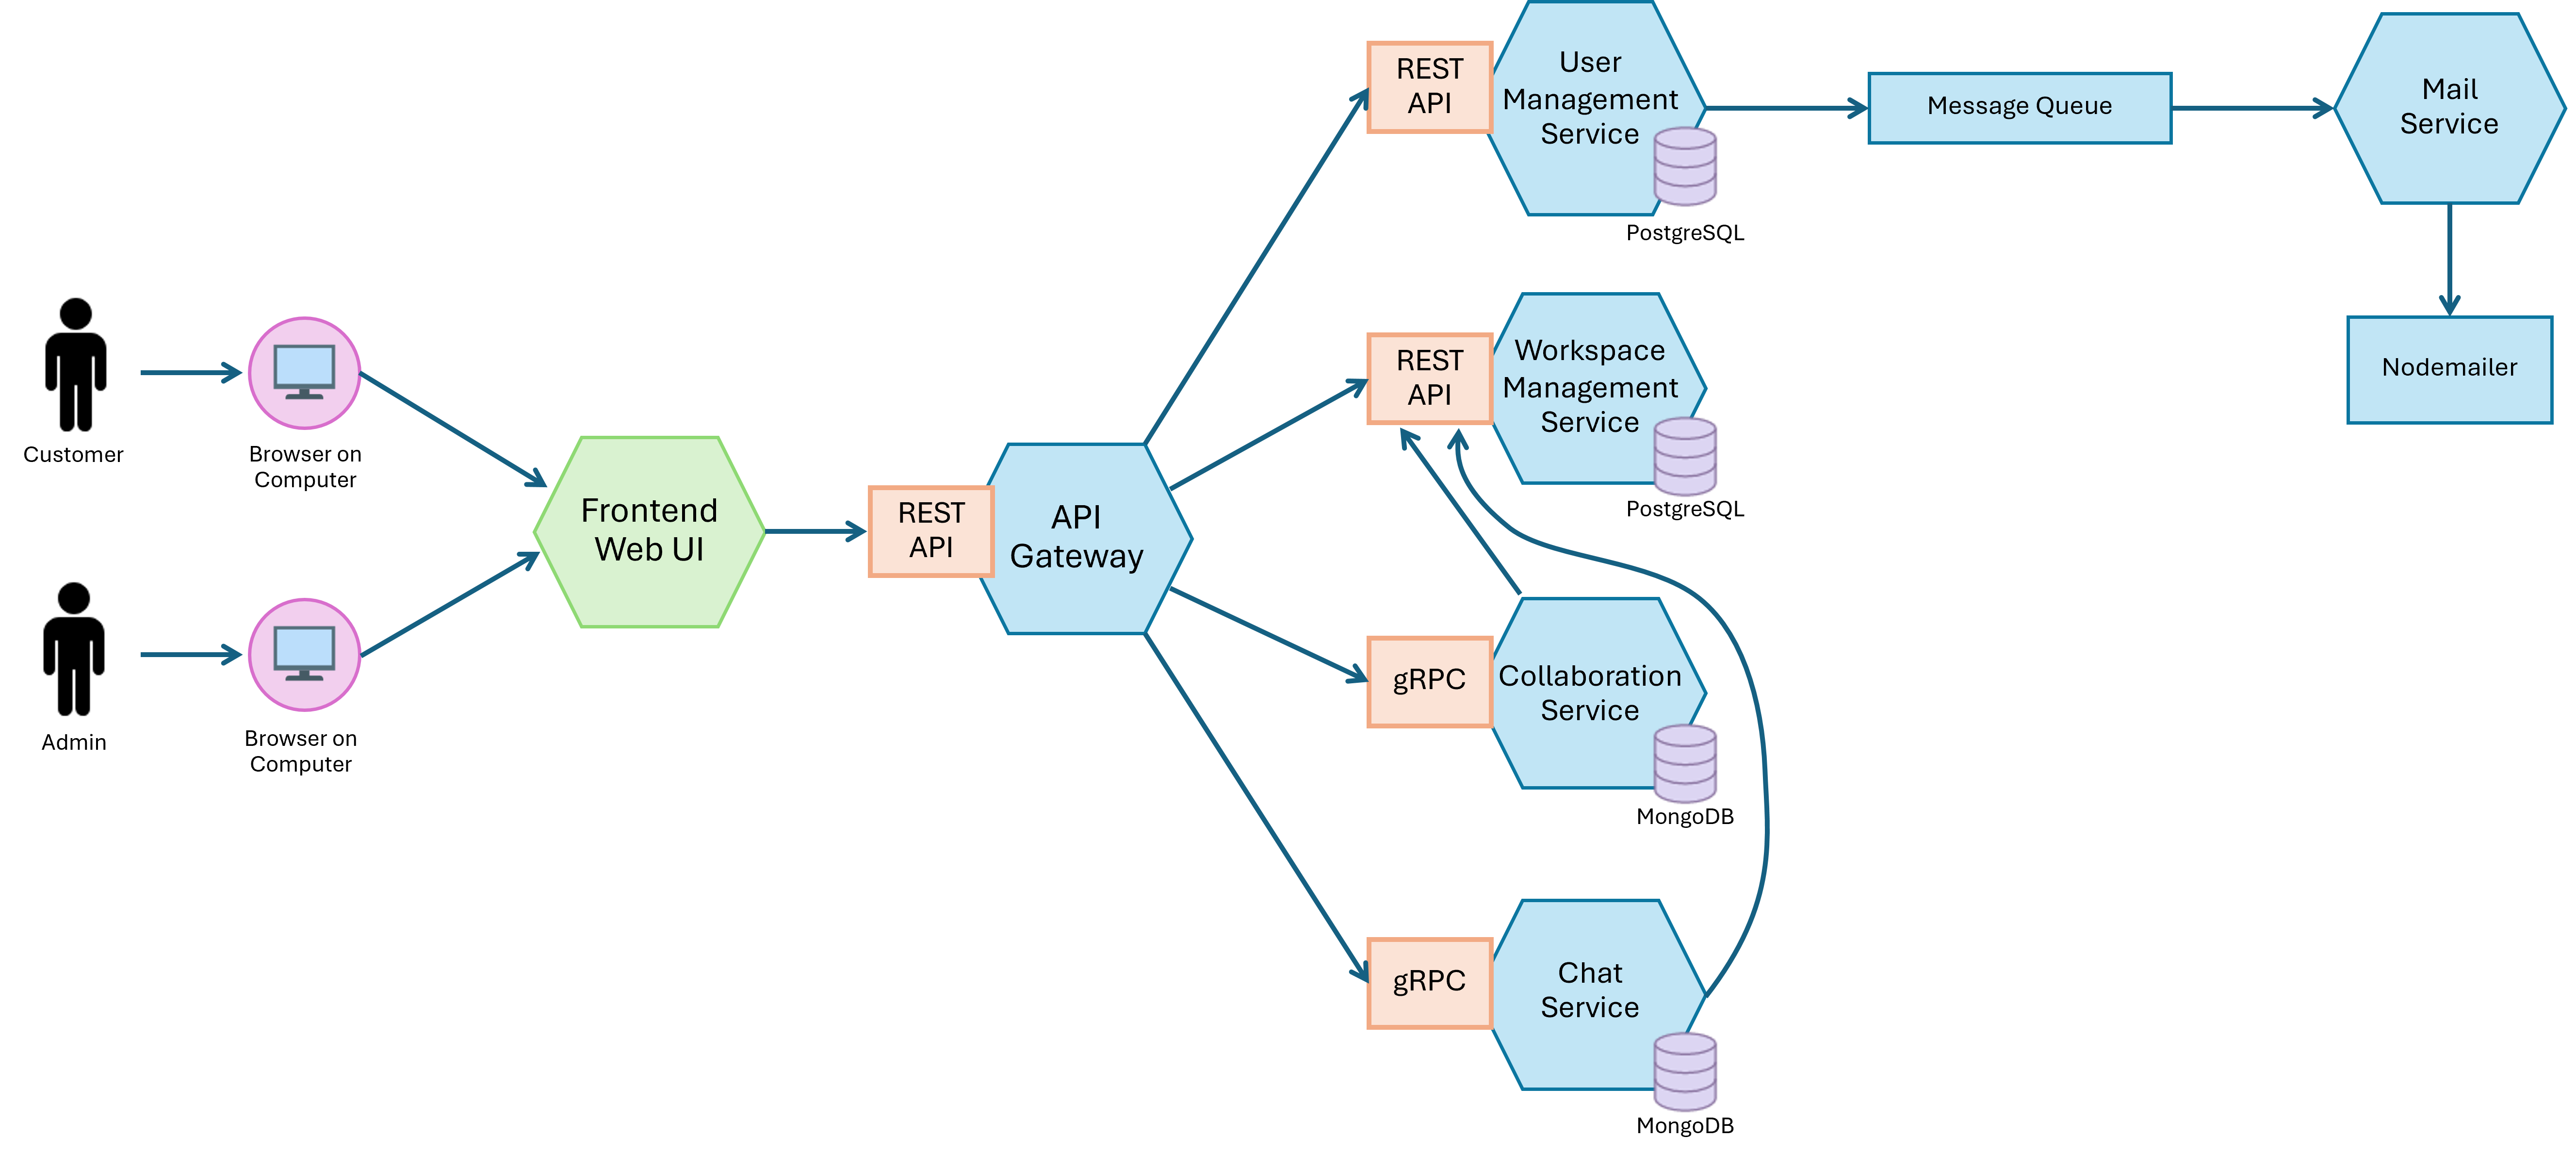 Customer
Browser on
Computer
Admin
Browser on
Computer
Frontend
Web UI
REST
API
API
Gateway
REST
API
User
Management
Service
PostgreSQL
Message Queue
Mail
Service
Nodemailer
REST
API
Workspace
Management
Service
PostgreSQL
gRPC
Collaboration
Service
MongoDB
gRPC
Chat
Service
MongoDB